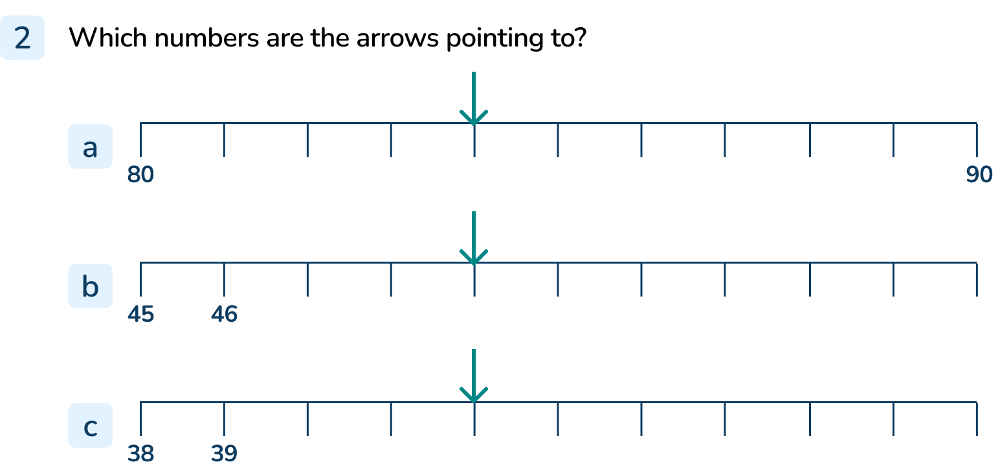 2 Which numbers are the arrows pointing to?
a
80 90
b
45 46
c
38 39